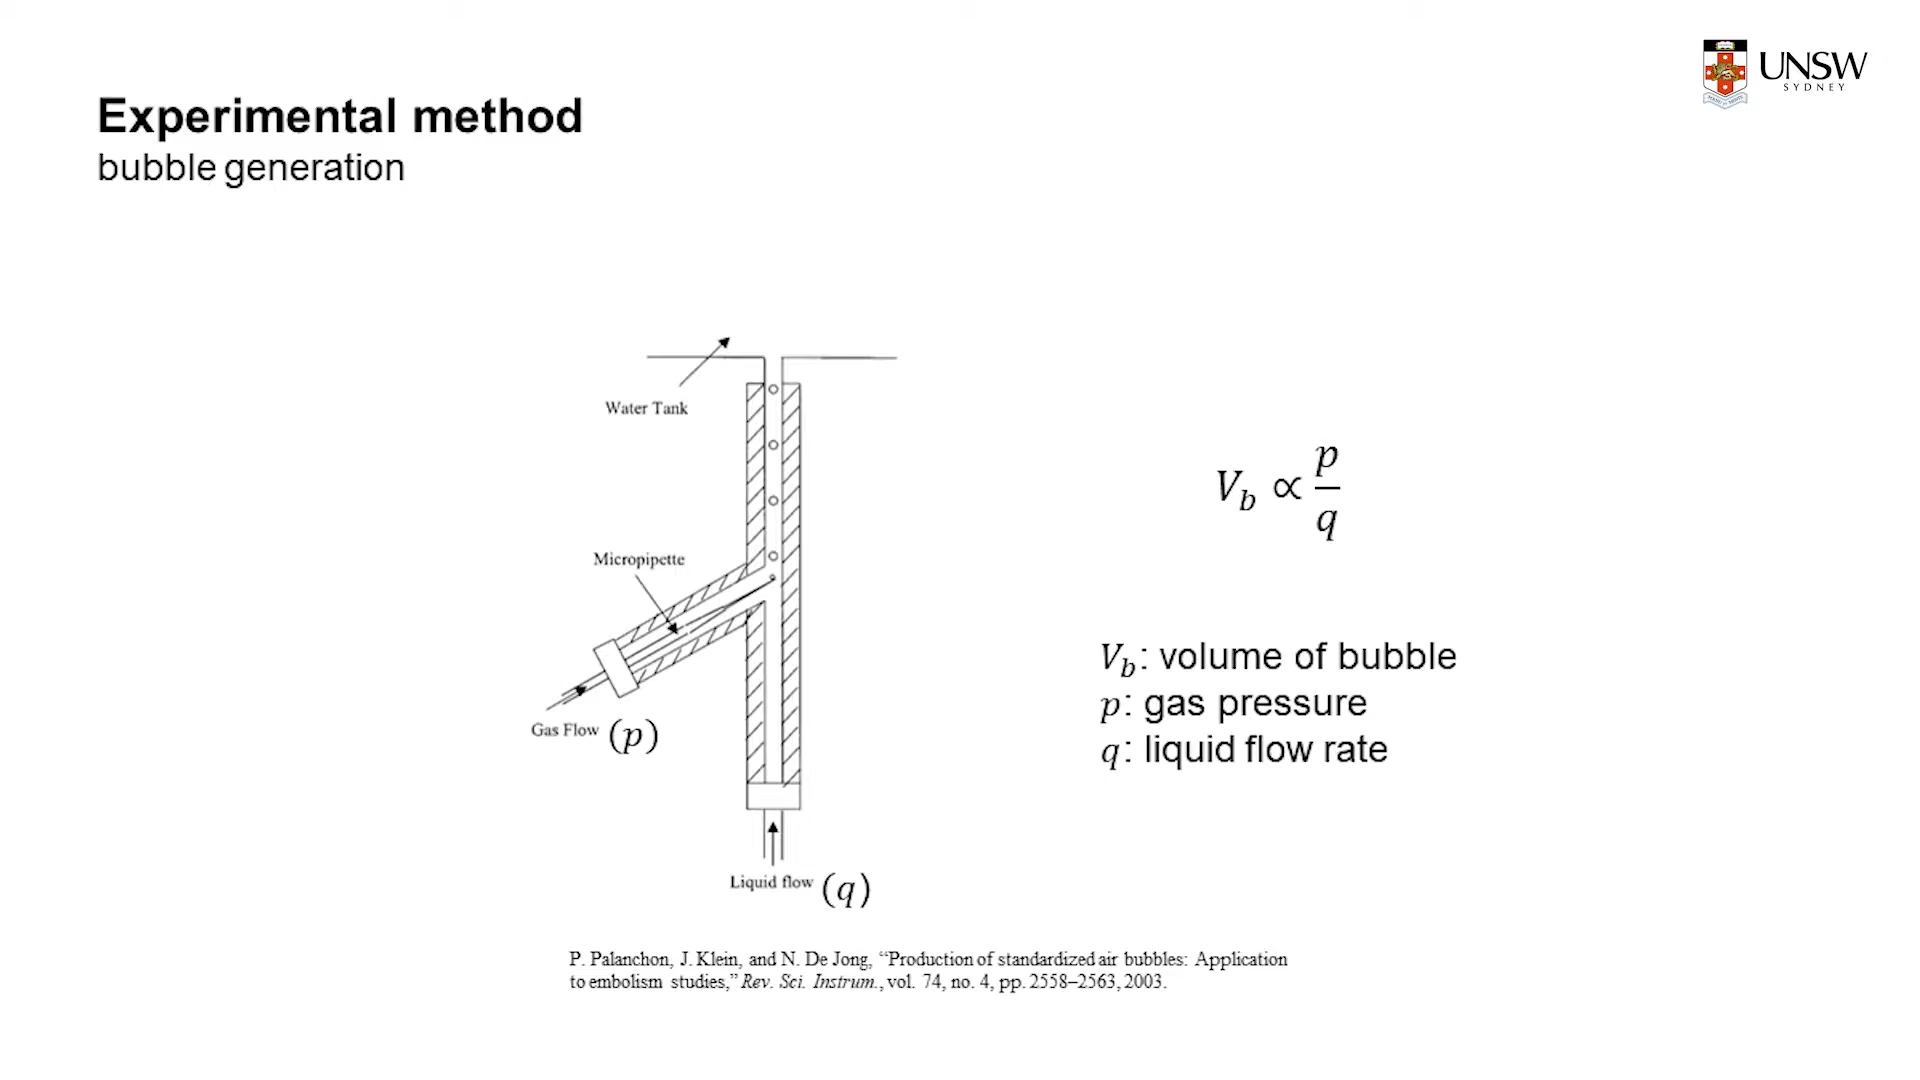 UNSW
SYDNEY
Experimental method
bubble generation
Water Tank
Micropipette
Gas Flow (p)
Liquid flow (q)
V_b ∝ p/q
V_b: volume of bubble
p: gas pressure
q: liquid flow rate
P. Palanchon, J. Klein, and N. De Jong, “Production of standardized air bubbles: Application
to embolism studies,” Rev. Sci. Instrum., vol. 74, no. 4, pp. 2558–2563, 2003.